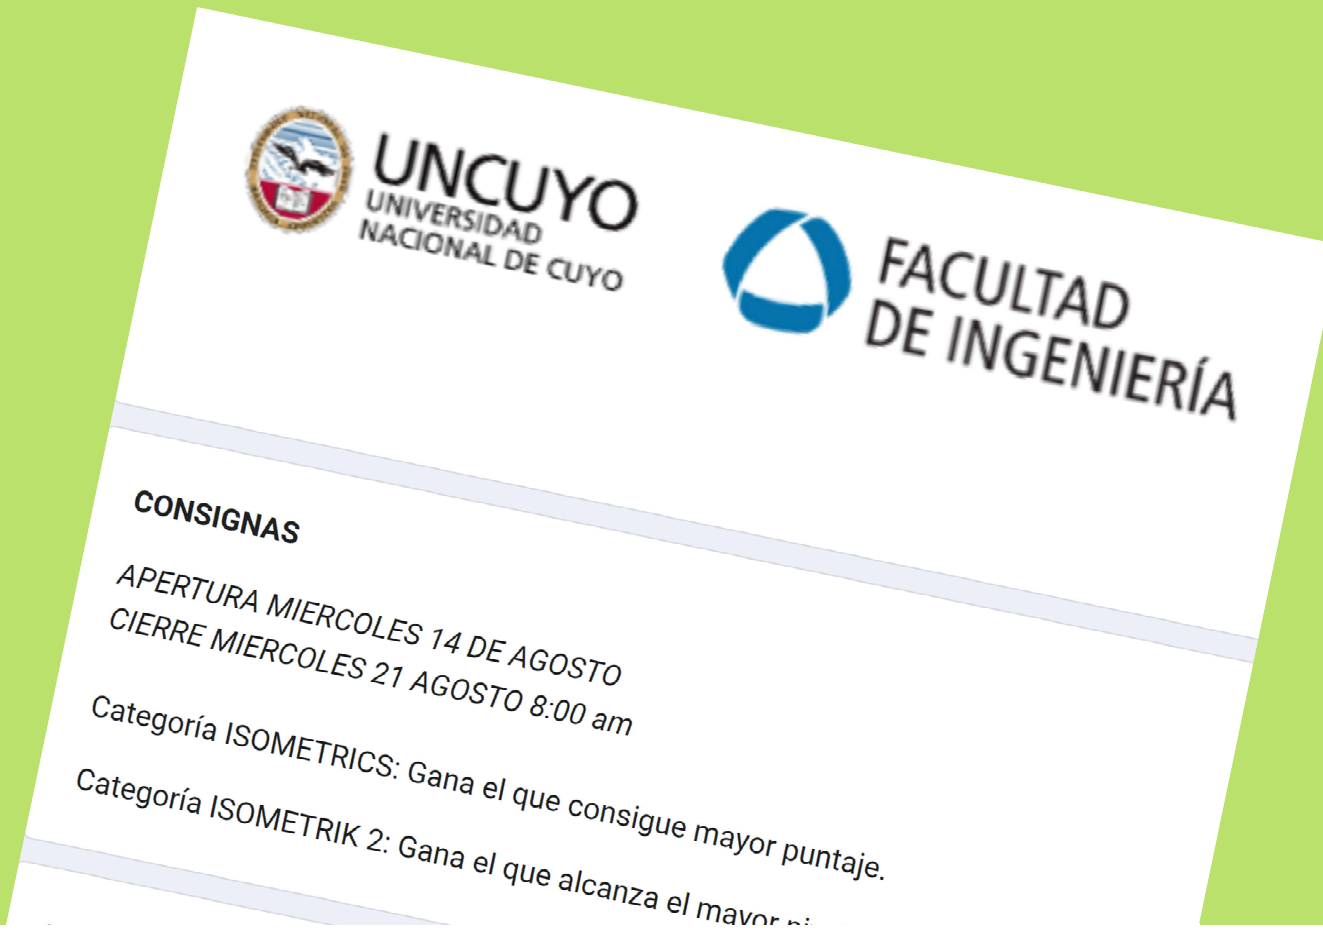 UNCUYO
UNIVERSIDAD
NACIONAL DE CUYO
FACULTAD
DE INGENIERÍA
CONSIGNAS
APERTURA MIERCOLES 14 DE AGOSTO
CIERRE MIERCOLES 21 AGOSTO 8:00 am
Categoría ISOMETRICS: Gana el que consigue mayor puntaje.
Categoría ISOMETRIK 2: Gana el que alcanza el mayor